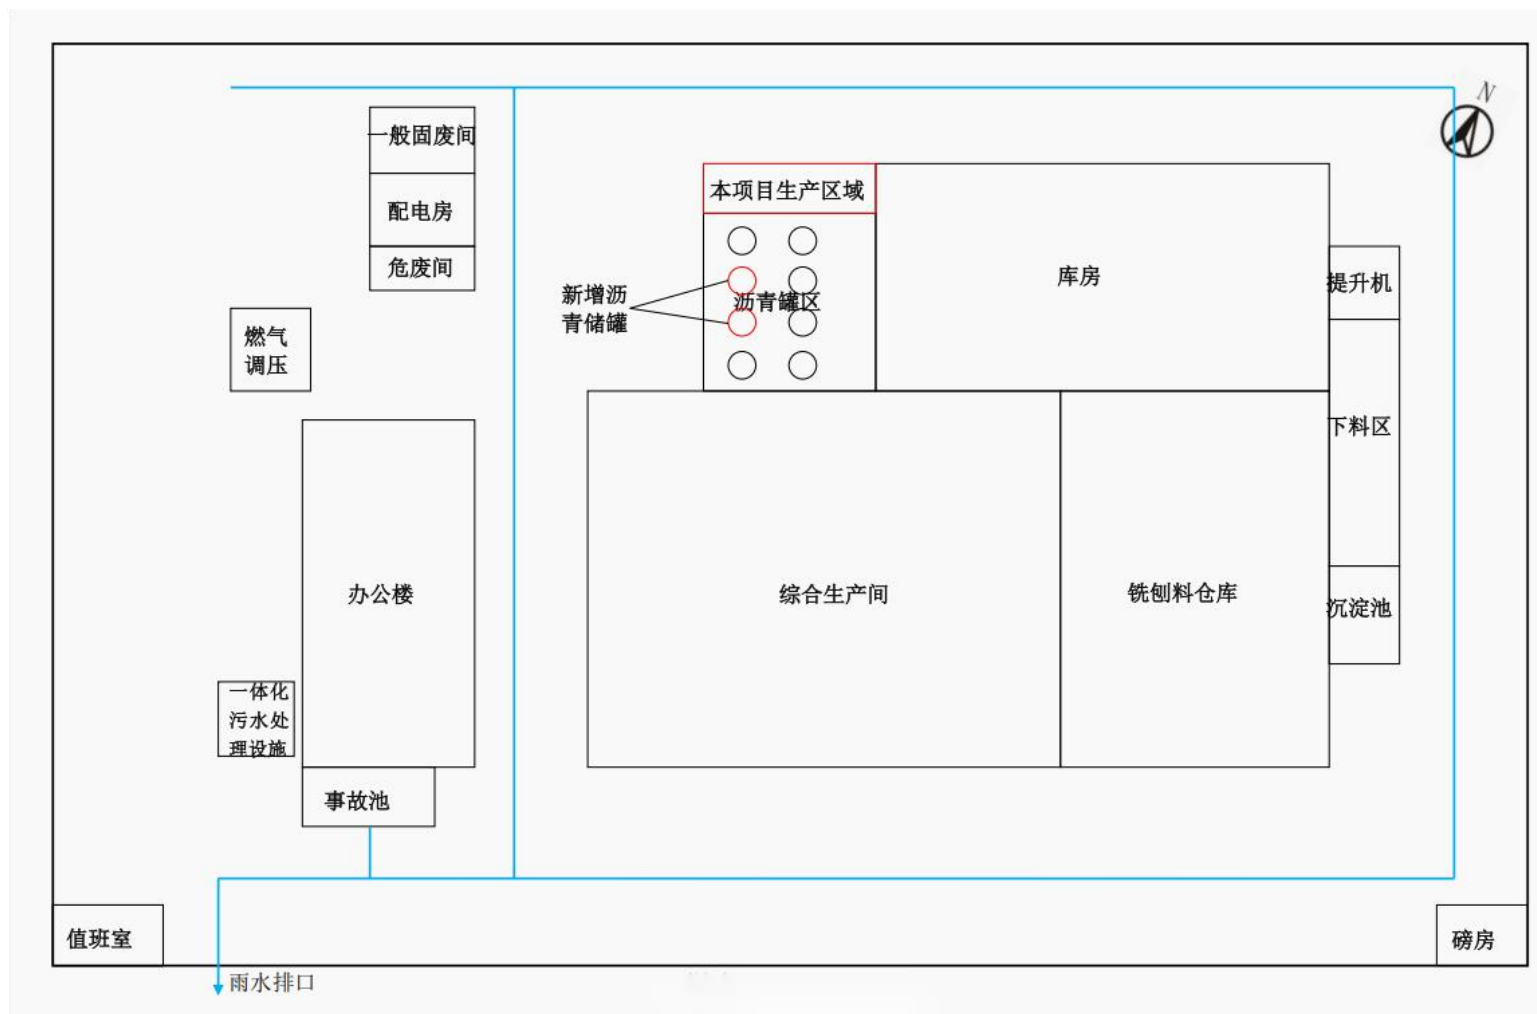 N
一般固废间
本项目生产区域
配电房
危废间
库房
提升机
新增沥
青储罐
沥青罐区
燃气
调压
下料区
办公楼
综合生产间
铣刨料仓库
沉淀池
一体化
污水处
理设施
事故池
值班室
磅房
雨水排口